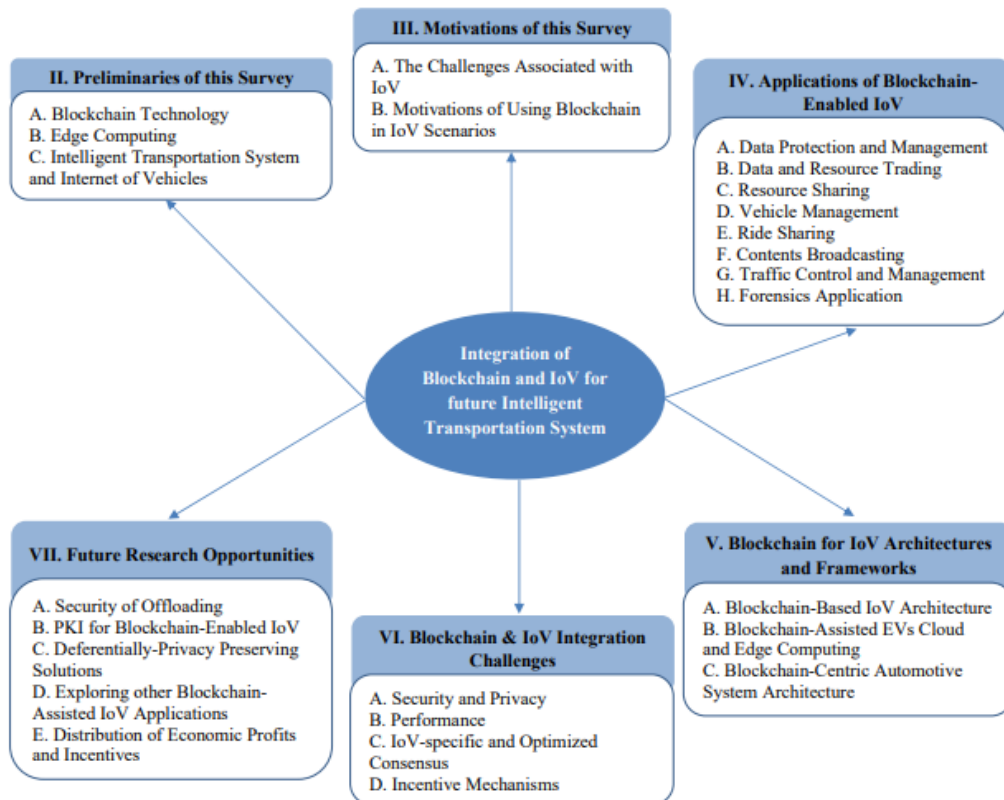 II. Preliminaries of this Survey
A. Blockchain Technology
B. Edge Computing
C. Intelligent Transportation System
and Internet of Vehicles
III. Motivations of this Survey
A. The Challenges Associated with
IoV
B. Motivations of Using Blockchain
in IoV Scenarios
IV. Applications of Blockchain-
Enabled IoV
A. Data Protection and Management
B. Data and Resource Trading
C. Resource Sharing
D. Vehicle Management
E. Ride Sharing
F. Contents Broadcasting
G. Traffic Control and Management
H. Forensics Application
Integration of
Blockchain and IoV for
future Intelligent
Transportation System
VII. Future Research Opportunities
A. Security of Offloading
B. PKI for Blockchain-Enabled IoV
C. Deferentially-Privacy Preserving
Solutions
D. Exploring other Blockchain-
Assisted IoV Applications
E. Distribution of Economic Profits
and Incentives
VI. Blockchain & IoV Integration
Challenges
A. Security and Privacy
B. Performance
C. IoV-specific and Optimized
Consensus
D. Incentive Mechanisms
V. Blockchain for IoV Architectures
and Frameworks
A. Blockchain-Based IoV Architecture
B. Blockchain-Assisted EVs Cloud
and Edge Computing
C. Blockchain-Centric Automotive
System Architecture